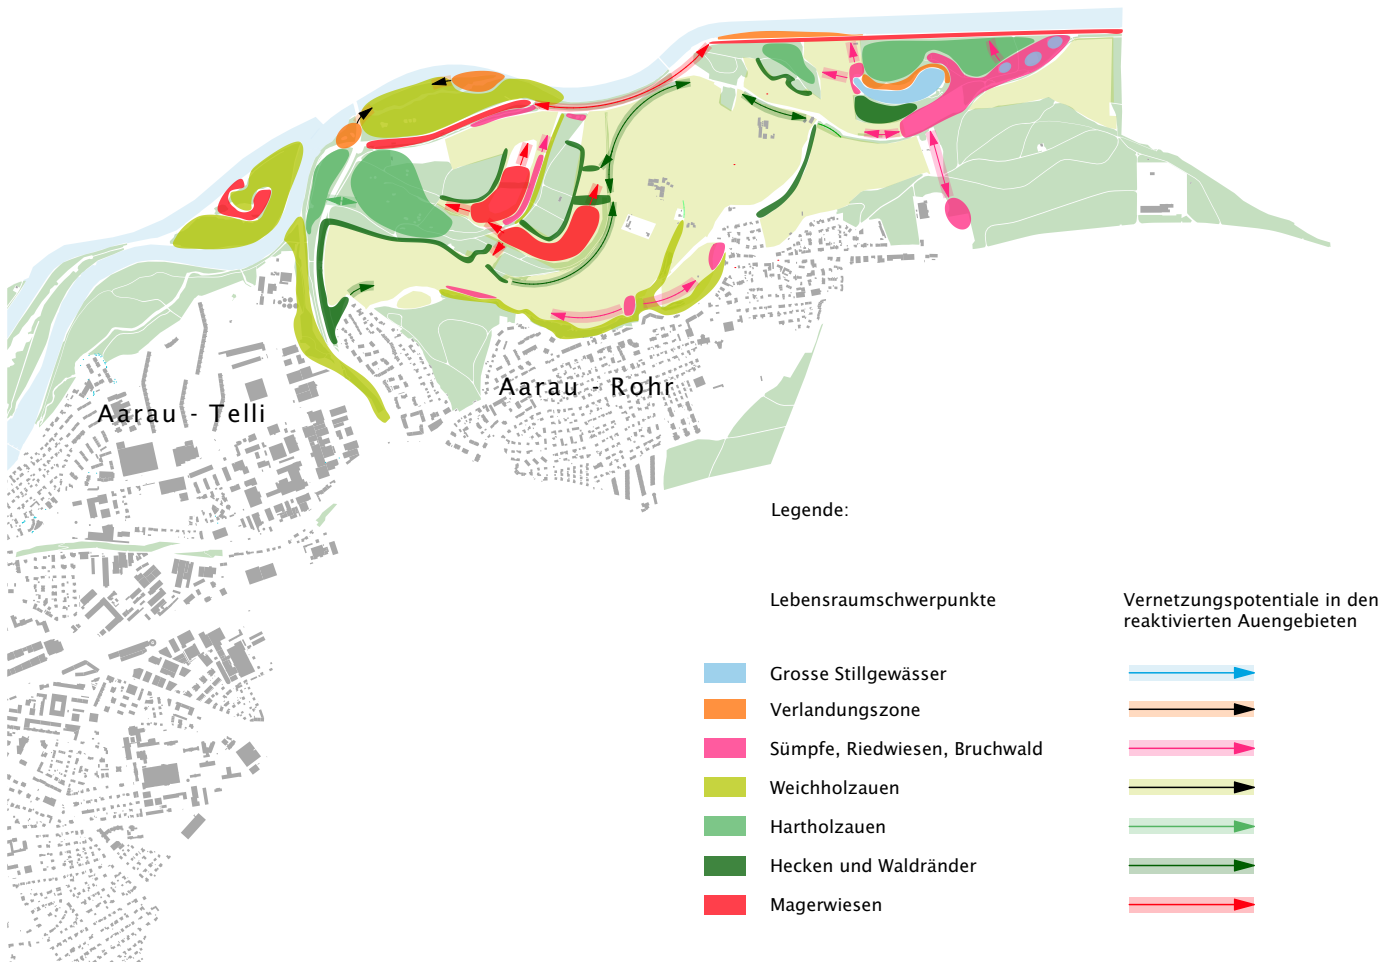 Aarau - Rohr
Aarau - Telli
Legende:
Lebensraumschwerpunkte
Vernetzungspotentiale in den
reaktivierten Auengebieten
Grosse Stillgewässer
Verlandungszone
Sümpfe, Riedwiesen, Bruchwald
Weichholzauen
Hartholzauen
Hecken und Waldränder
Magerwiesen